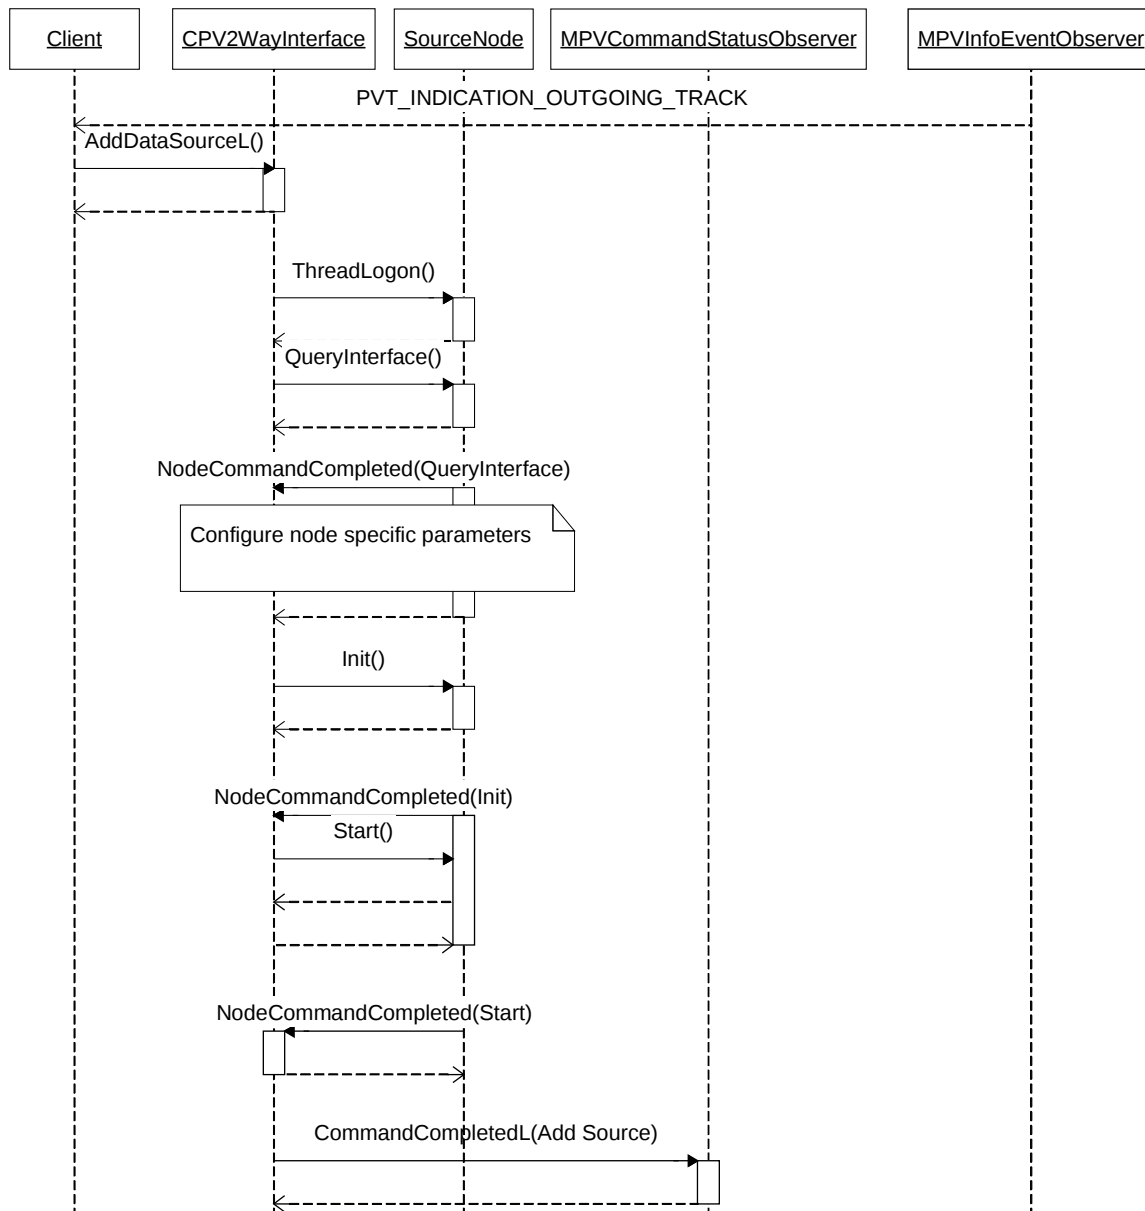 Client
CPV2WayInterface
SourceNode
MPVCommandStatusObserver
MPVInfoEventObserver
PVT_INDICATION_OUTGOING_TRACK
AddDataSourceL()
ThreadLogon()
QueryInterface()
NodeCommandCompleted(QueryInterface)
Configure node specific parameters
Init()
NodeCommandCompleted(Init)
Start()
NodeCommandCompleted(Start)
CommandCompletedL(Add Source)